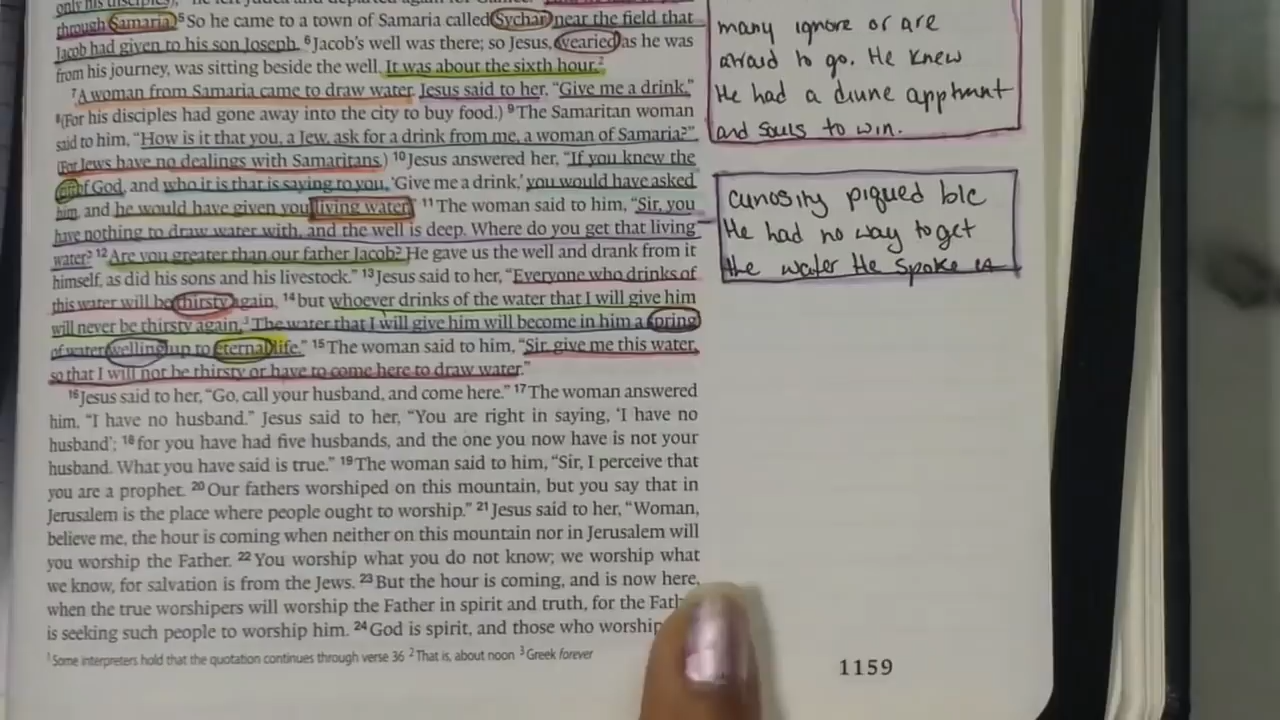 through Samaria. 5 So he came to a town of Samaria called Sychar, near the field that
Jacob had given to his son Joseph. 6 Jacob's well was there; so Jesus, wearied as he was
from his journey, was sitting beside the well. It was about the sixth hour.2
7 A woman from Samaria came to draw water. Jesus said to her, “Give me a drink.”
8 (For his disciples had gone away into the city to buy food.) 9 The Samaritan woman
said to him, “How is it that you, a Jew, ask for a drink from me, a woman of Samaria?”
(For Jews have no dealings with Samaritans.) 10 Jesus answered her, “If you knew the
gift of God, and who it is that is saying to you, ‘Give me a drink,’ you would have asked
him, and he would have given you living water.” 11 The woman said to him, “Sir, you
have nothing to draw water with, and the well is deep. Where do you get that living
water? 12 Are you greater than our father Jacob? He gave us the well and drank from it
himself, as did his sons and his livestock.” 13 Jesus said to her, “Everyone who drinks of
this water will be thirsty again, 14 but whoever drinks of the water that I will give him
will never be thirsty again.3 The water that I will give him will become in him a spring
of water welling up to eternal life.” 15 The woman said to him, “Sir, give me this water,
so that I will not be thirsty or have to come here to draw water.”
16 Jesus said to her, “Go, call your husband, and come here.” 17 The woman answered
him, “I have no husband.” Jesus said to her, “You are right in saying, ‘I have no
husband’; 18 for you have had five husbands, and the one you now have is not your
husband. What you have said is true.” 19 The woman said to him, “Sir, I perceive that
you are a prophet. 20 Our fathers worshiped on this mountain, but you say that in
Jerusalem is the place where people ought to worship.” 21 Jesus said to her, “Woman,
believe me, the hour is coming when neither on this mountain nor in Jerusalem will
you worship the Father. 22 You worship what you do not know; we worship what
we know, for salvation is from the Jews. 23 But the hour is coming, and is now here,
when the true worshipers will worship the Father in spirit and truth, for the Fath
is seeking such people to worship him. 24 God is spirit, and those who worship
1 Some interpreters hold that the quotation continues through verse 36 2 That is, about noon 3 Greek forever
1159
many ignore or are
afraid to go. He knew
He had a divine apptmnt
and souls to win.
curiosity piqued b/c
He had no way to get
the water He spoke